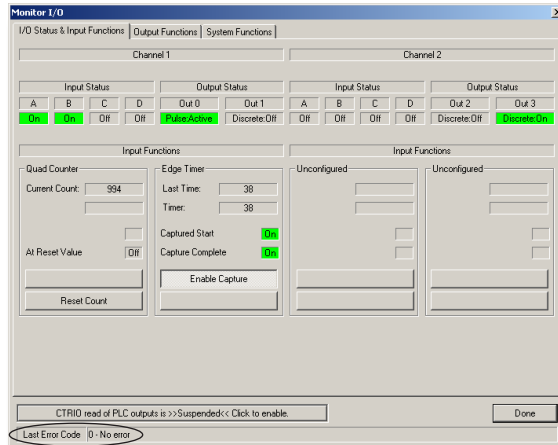 Monitor I/O
I/O Status & Input Functions Output Functions System Functions
Channel 1 Channel 2
Input Status Output Status Input Status Output Status
A B C D Out 0 Out 1 A B C D Out 2 Out 3
On On Off Off Pulse:Active Discrete:Off Off Off Off Off Discrete:Off Discrete:On
Input Functions Input Functions
Quad Counter Edge Timer Unconfigured Unconfigured
Current Count: 994 Last Time: 38
Timer: 38
Captured Start On
At Reset Value Off Capture Complete On
Enable Capture
Reset Count
CTRIO read of PLC outputs is >>Suspended<< Click to enable. Done
Last Error Code 0 - No error